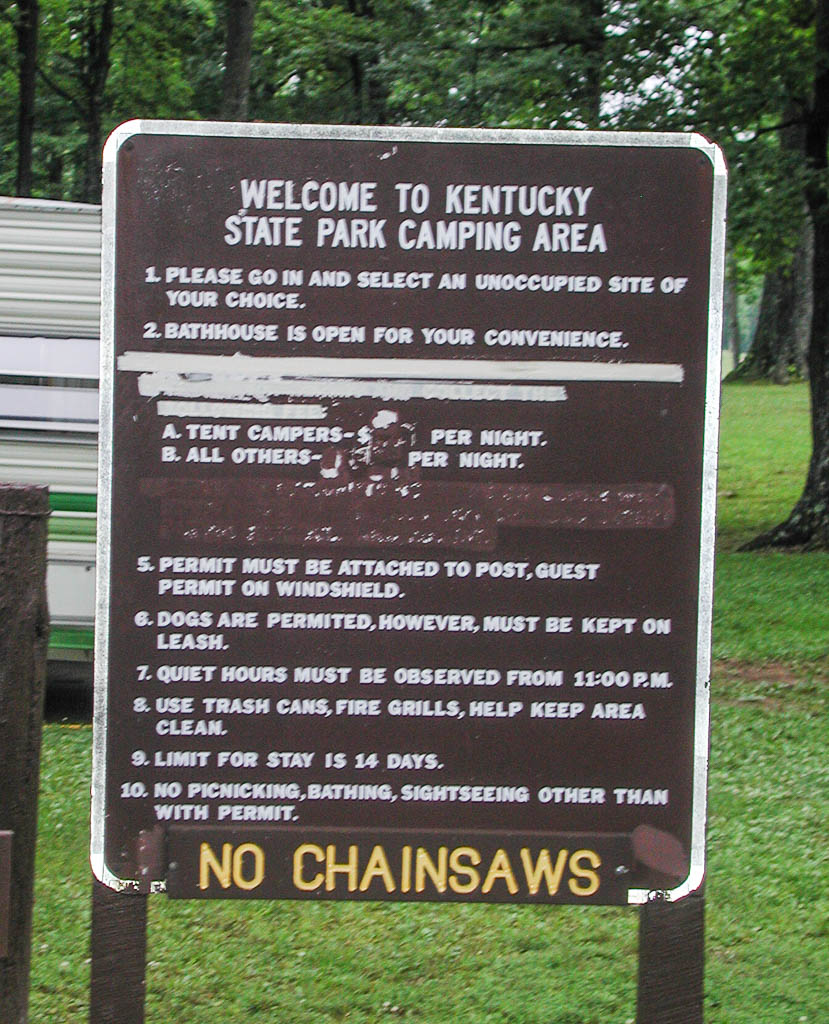 WELCOME TO KENTUCKY
STATE PARK CAMPING AREA
1. PLEASE GO IN AND SELECT AN UNOCCUPIED SITE OF
YOUR CHOICE.
2. BATHHOUSE IS OPEN FOR YOUR CONVENIENCE.
COLLECT THE
A. TENT CAMPERS-$ PER NIGHT.
B. ALL OTHERS- PER NIGHT.
5. PERMIT MUST BE ATTACHED TO POST, GUEST
PERMIT ON WINDSHIELD.
6. DOGS ARE PERMITED, HOWEVER, MUST BE KEPT ON
LEASH.
7. QUIET HOURS MUST BE OBSERVED FROM 11:00 P.M.
8. USE TRASH CANS, FIRE GRILLS, HELP KEEP AREA
CLEAN.
9. LIMIT FOR STAY IS 14 DAYS.
10. NO PICNICKING, BATHING, SIGHTSEEING OTHER THAN
WITH PERMIT.
NO CHAINSAWS